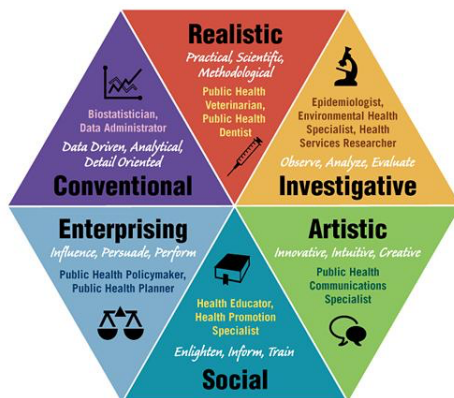 Realistic
Practical, Scientific,
Methodological
Public Health
Veterinarian,
Public Health
Dentist
Biostatistician,
Data Administrator
Data Driven, Analytical,
Detail Oriented
Conventional
Epidemiologist,
Environmental Health
Specialist, Health
Services Researcher
Observe, Analyze, Evaluate
Investigative
Enterprising
Influence, Persuade, Perform
Public Health Policymaker,
Public Health Planner
Health Educator,
Health Promotion
Specialist
Enlighten, Inform, Train
Social
Artistic
Innovative, Intuitive, Creative
Public Health
Communications
Specialist